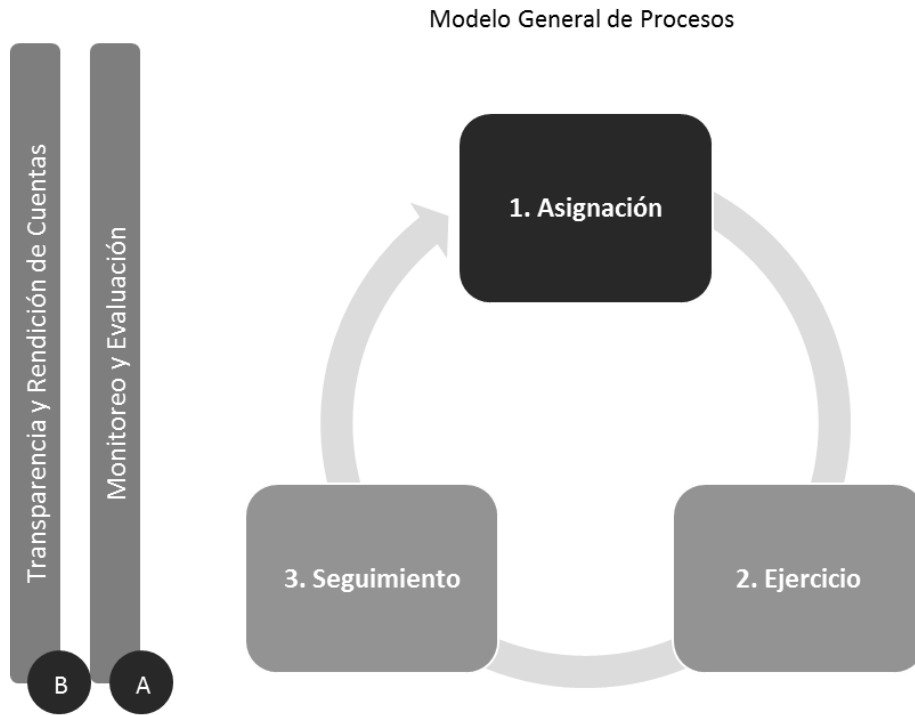 Modelo General de Procesos
Transparencia y Rendición de Cuentas
B
Monitoreo y Evaluación
A
1. Asignación
2. Ejercicio
3. Seguimiento